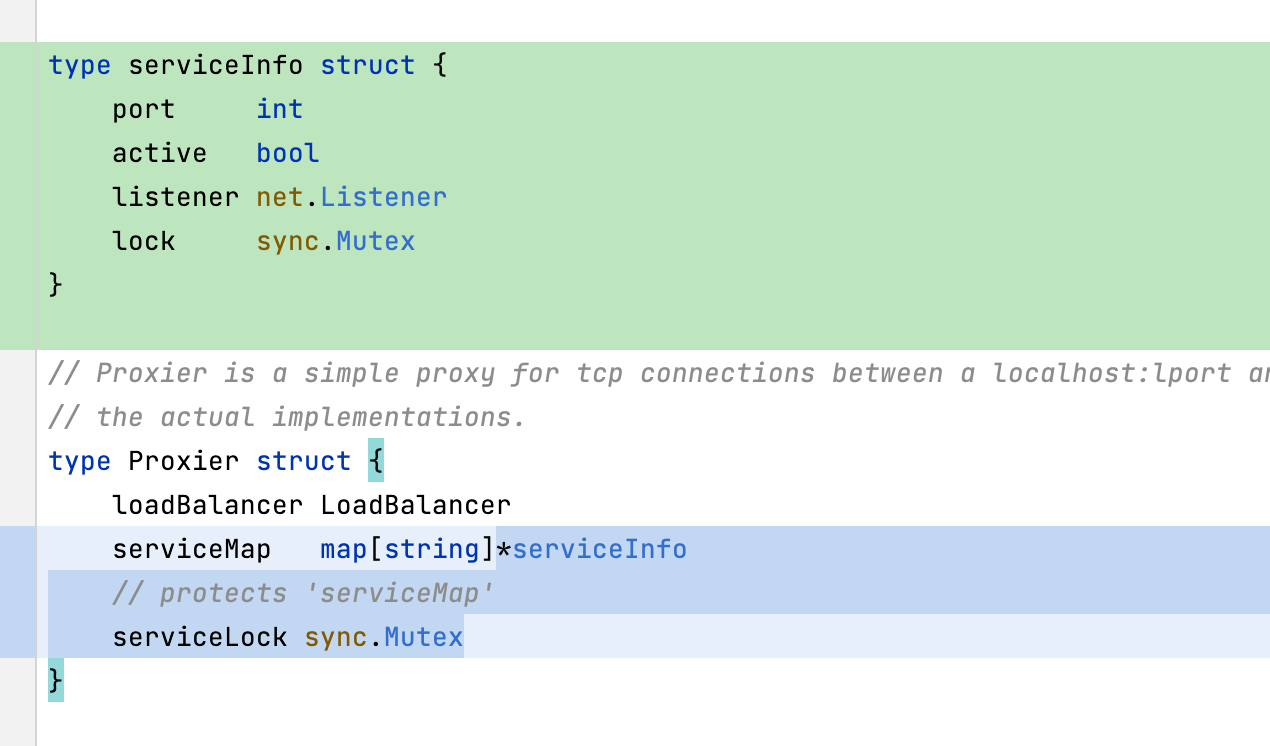 type serviceInfo struct {
    port     int
    active   bool
    listener net.Listener
    lock     sync.Mutex
}
// Proxier is a simple proxy for tcp connections between a localhost:lport
// the actual implementations.
type Proxier struct {
    loadBalancer LoadBalancer
    serviceMap   map[string]*serviceInfo
    // protects 'serviceMap'
    serviceLock sync.Mutex
}